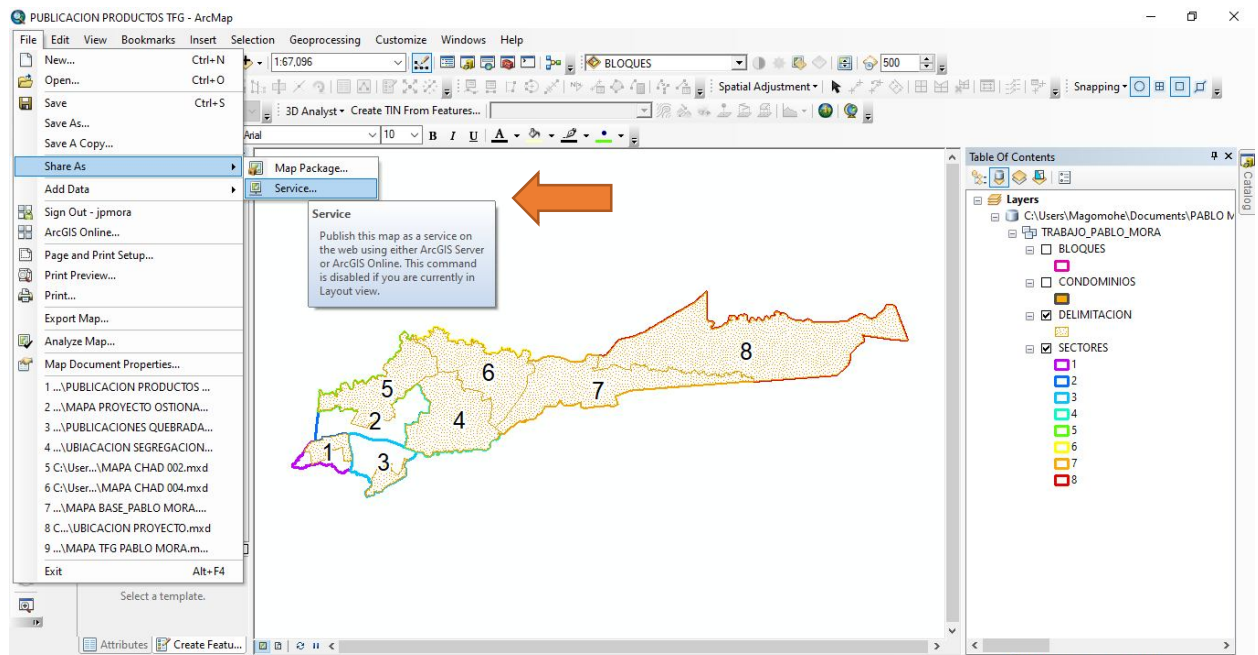 PUBLICACION PRODUCTOS TFG - ArcMap
File Edit View Bookmarks Insert Selection Geoprocessing Customize Windows Help
1:67,096
BLOQUES
500
Spatial Adjustment
Snapping
3D Analyst Create TIN From Features...
Arial 10 B I U A
New... Ctrl+N
Open... Ctrl+O
Save Ctrl+S
Save As...
Save A Copy...
Share As
Add Data
Sign Out - jpmora
ArcGIS Online...
Page and Print Setup...
Print Preview...
Print...
Export Map...
Analyze Map...
Map Document Properties...
1 ...\PUBLICACION PRODUCTOS ...
2 ...\MAPA PROYECTO OSTIONA...
3 ...\PUBLICACIONES QUEBRADA...
4 ...\UBIACACION SEGREGACION...
5 C:\User...\MAPA CHAD 002.mxd
6 C:\User...\MAPA CHAD 004.mxd
7 ...\MAPA BASE_PABLO MORA....
8 C...\UBICACION PROYECTO.mxd
9 ...\MAPA TFG PABLO MORA.m...
Exit Alt+F4
Map Package...
Service...
Service
Publish this map as a service on
the web using either ArcGIS Server
or ArcGIS Online. This command
is disabled if you are currently in
Layout view.
8
6
5
7
2
4
1
3
Select a template.
Attributes Create Featu...
Table Of Contents
Catalog
Layers
C:\Users\Magomohe\Documents\PABLO M
TRABAJO_PABLO_MORA
BLOQUES
CONDOMINIOS
DELIMITACION
SECTORES
1
2
3
4
5
6
7
8